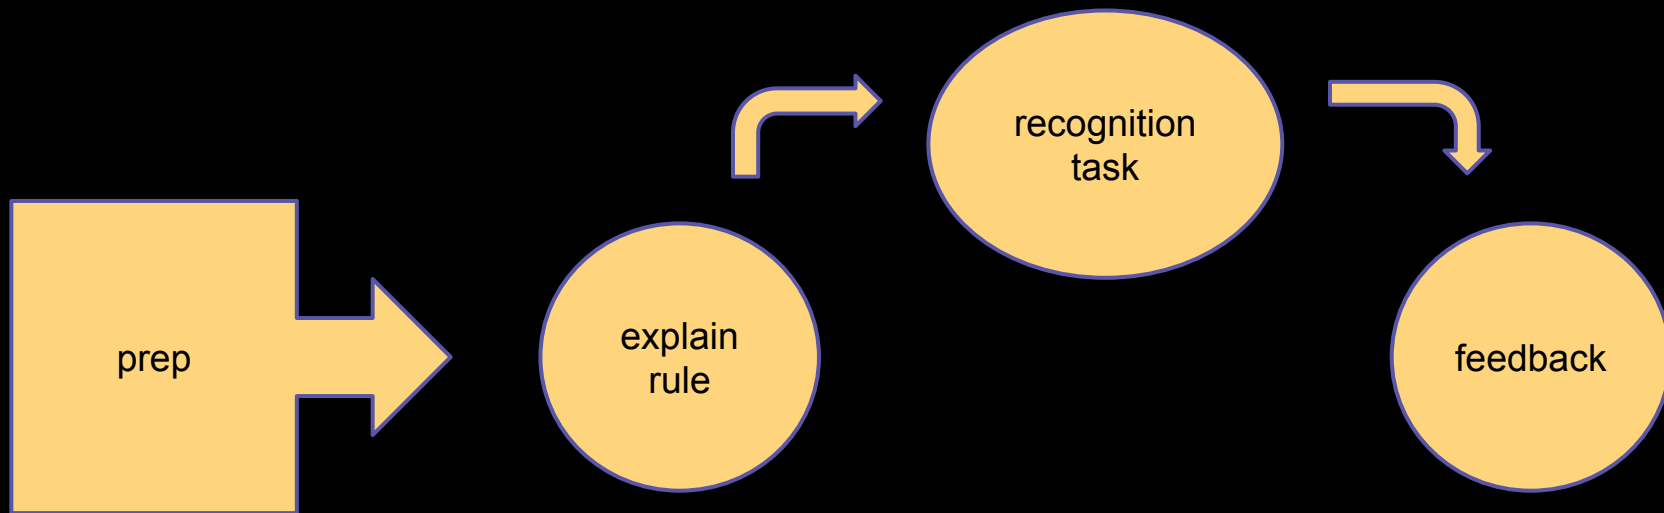 prep
explain
rule
recognition
task
feedback